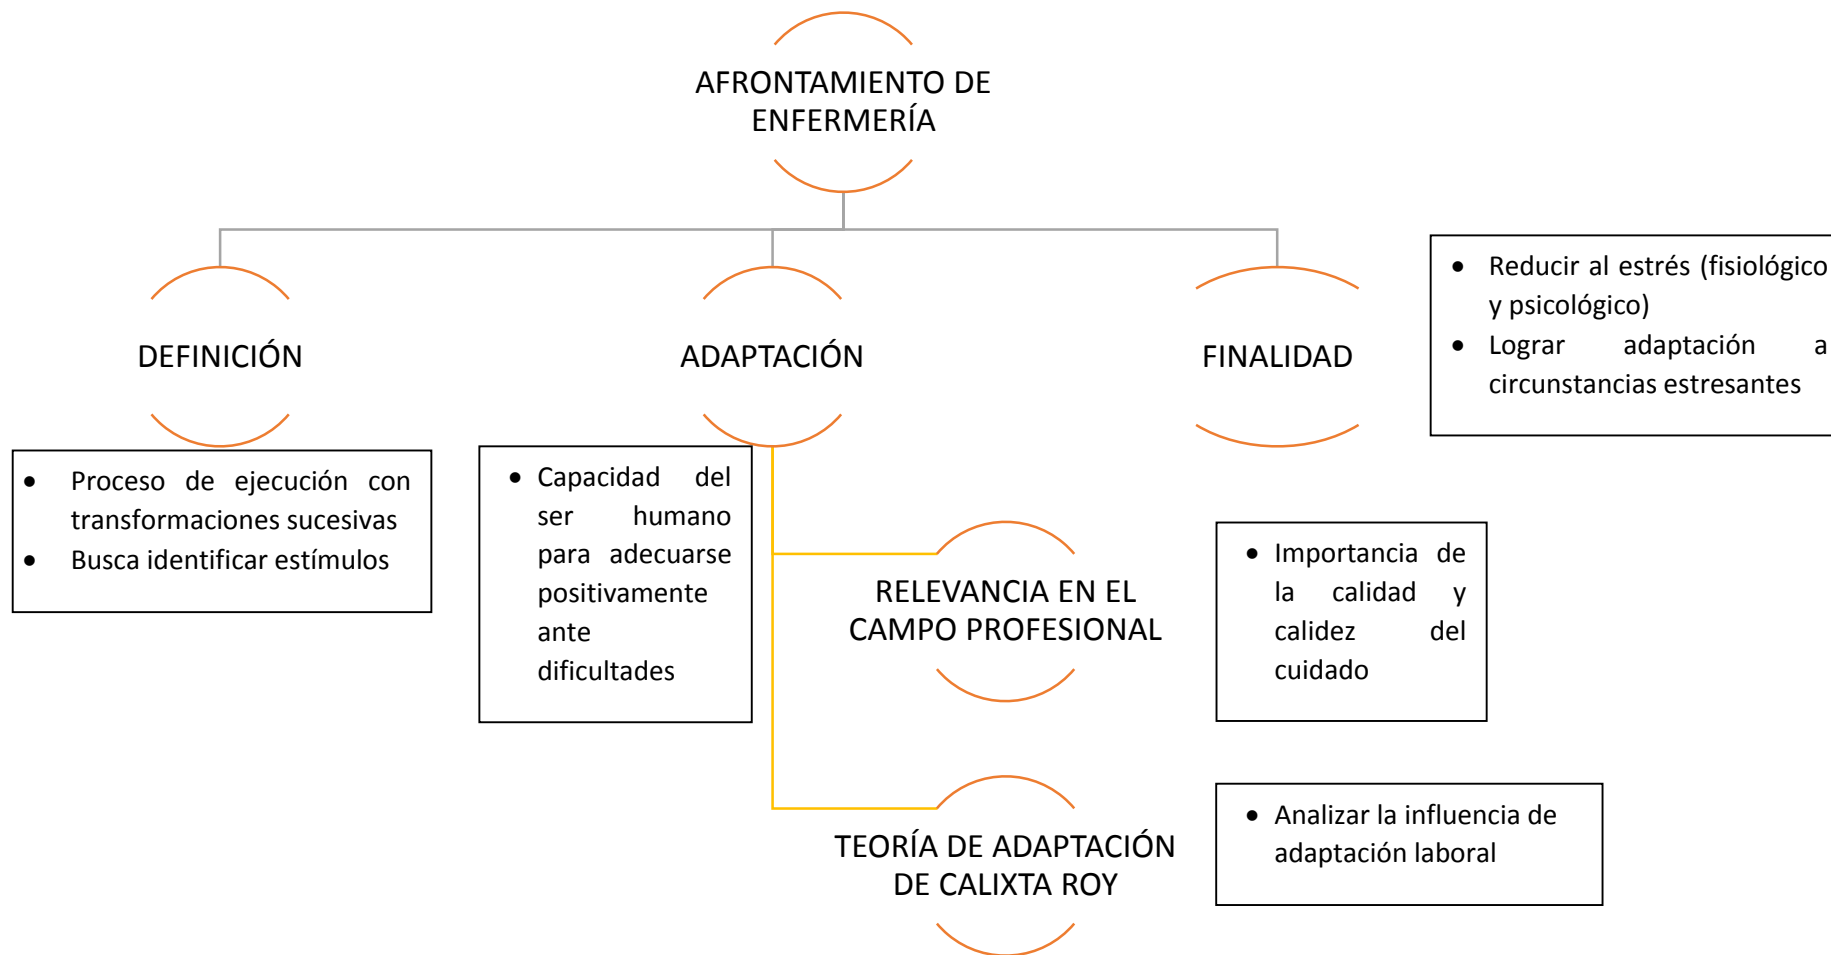 AFRONTAMIENTO DE
ENFERMERÍA
DEFINICIÓN
• Proceso de ejecución con
transformaciones sucesivas
• Busca identificar estímulos
ADAPTACIÓN
• Capacidad del
ser humano
para adecuarse
positivamente
ante
dificultades
FINALIDAD
• Reducir al estrés (fisiológico
y psicológico)
• Lograr adaptación a
circunstancias estresantes
RELEVANCIA EN EL
CAMPO PROFESIONAL
• Importancia de
la calidad y
calidez del
cuidado
TEORÍA DE ADAPTACIÓN
DE CALIXTA ROY
• Analizar la influencia de
adaptación laboral